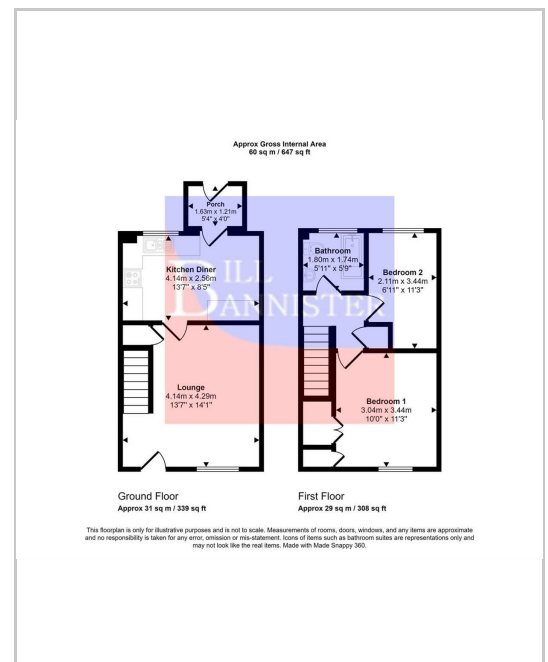 Approx Gross Internal Area
60 sq m / 647 sq ft
Porch
1.63m x 1.21m
5'4" x 4'0"
Kitchen Diner
4.14m x 2.56m
13'7" x 8'5"
Lounge
4.14m x 4.29m
13'7" x 14'1"
Bathroom
1.80m x 1.74m
5'11" x 5'9"
Bedroom 2
2.11m x 3.44m
6'11" x 11'3"
Bedroom 1
3.04m x 3.44m
10'0" x 11'3"
BILL
BANNISTER
Ground Floor
Approx 31 sq m / 339 sq ft
First Floor
Approx 29 sq m / 308 sq ft
This floorplan is only for illustrative purposes and is not to scale. Measurements of rooms, doors, windows, and any items are approximate
and no responsibility is taken for any error, omission or mis-statement. Icons of items such as bathroom suites are representations only and
may not look like the real items. Made with Made Snappy 360.